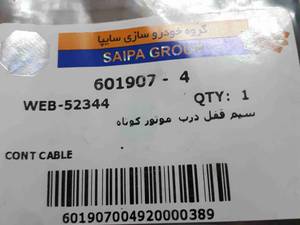 گروه خودرو سازی سایپا
SAIPA GROUP
601907 - 4
WEB-52344 QTY: 1
سیم قفل درب موتور کوتاه
CONT CABLE
601907004920000389